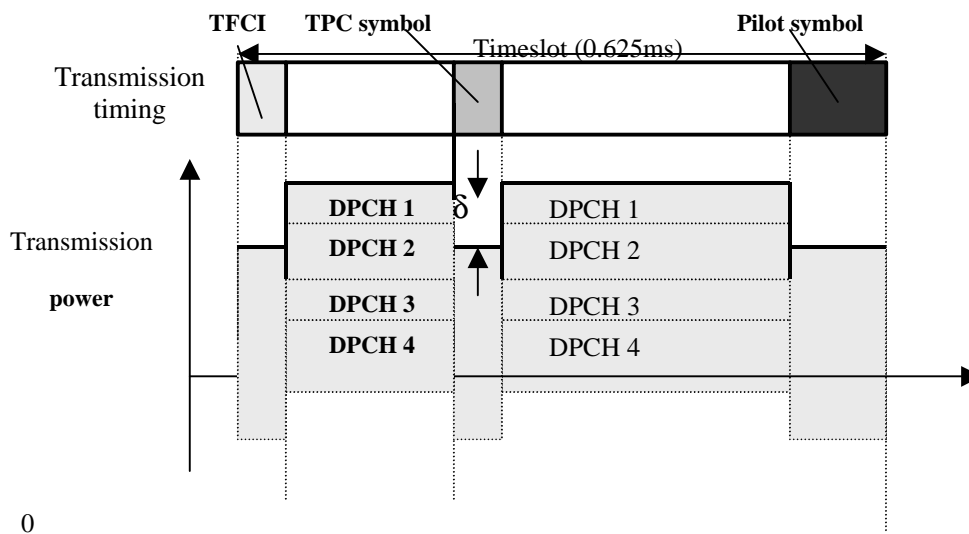 TFCI TPC symbol Pilot symbol
Timeslot (0.625ms)
Transmission
timing
DPCH 1 δ DPCH 1
Transmission DPCH 2 DPCH 2
power DPCH 3 DPCH 3
DPCH 4 DPCH 4
0